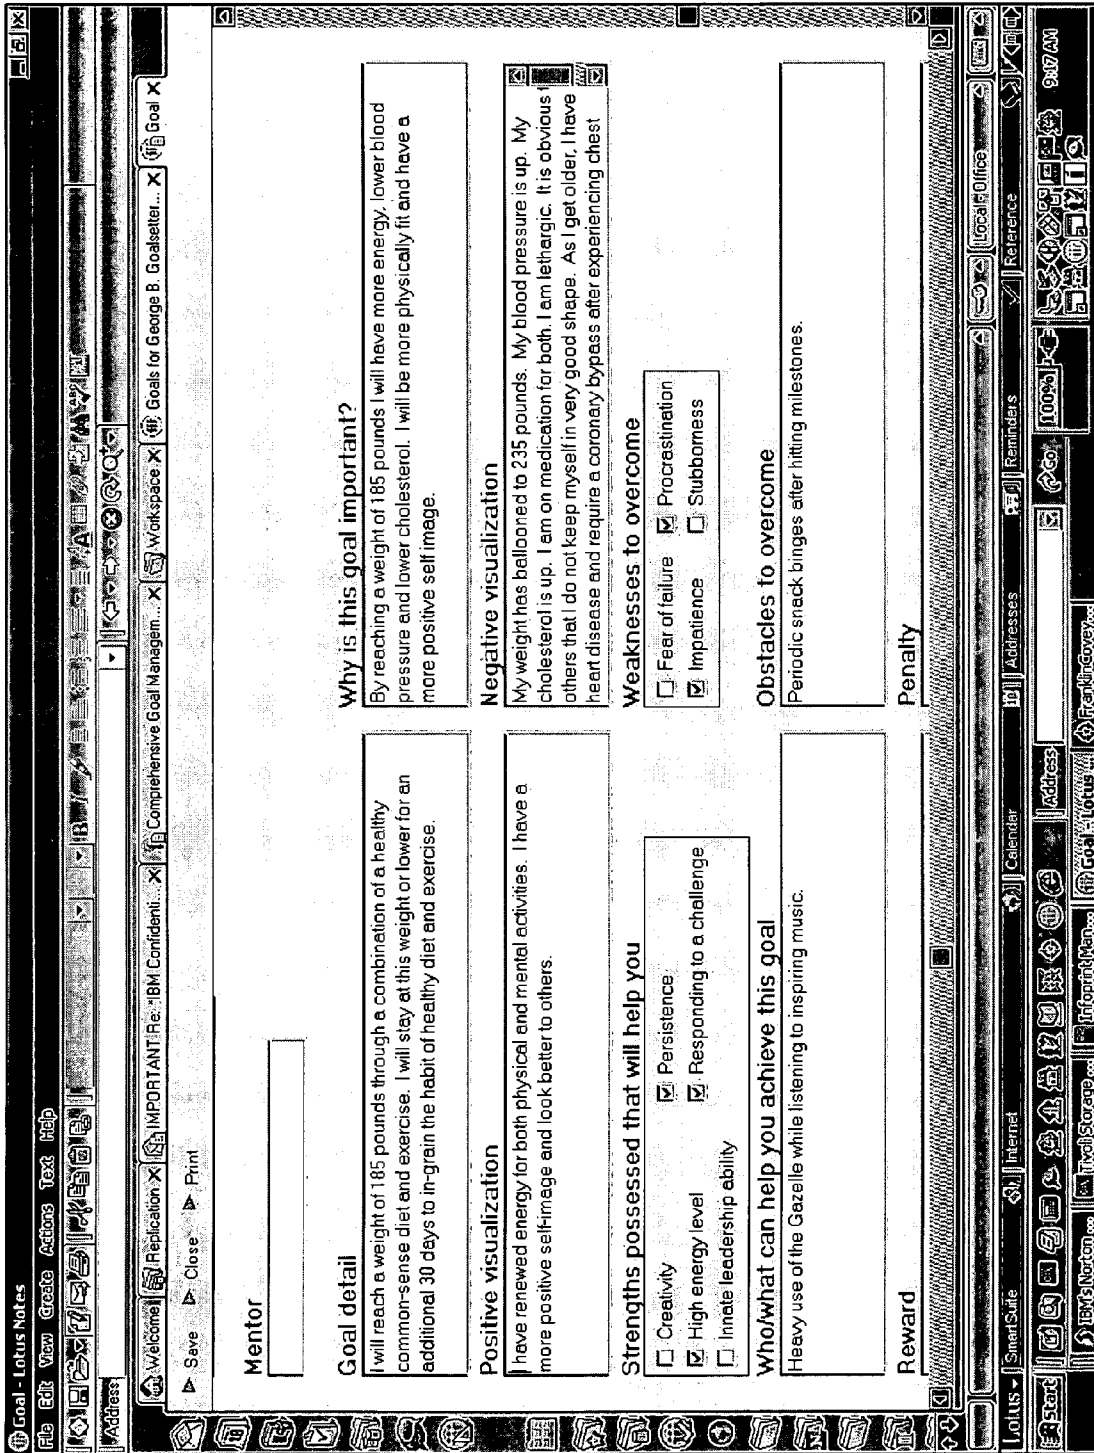 Goal - Lotus Notes
File Edit View Create Actions Text Help
Address
Welcome Replication IMPORTANT Re: *IBM Confidenti... Comprehensive Goal Managem... Workspace Goals for George B. Goalsetter... Goal
Save Close Print
Mentor
Goal detail
I will reach a weight of 185 pounds through a combination of a healthy
common-sense diet and exercise. I will stay at this weight or lower for an
additional 30 days to in-grain the habit of healthy diet and exercise.
Why is this goal important?
By reaching a weight of 185 pounds I will have more energy, lower blood
pressure and lower cholesterol. I will be more physically fit and have a
more positive self image.
Positive visualization
I have renewed energy for both physical and mental activities. I have a
more positive self-image and look better to others.
Negative visualization
My weight has ballooned to 235 pounds. My blood pressure is up. My
cholesterol is up. I am on medication for both. I am lethargic. It is obvious
others that I do not keep myself in very good shape. As I get older, I have
heart disease and require a coronary bypass after experiencing chest
Strengths possessed that will help you
Creativity Persistence
High energy level Responding to a challenge
Innate leadership ability
Weaknesses to overcome
Fear of failure Procrastination
Impatience Stubborness
Who/what can help you achieve this goal
Heavy use of the Gazelle while listening to inspiring music.
Obstacles to overcome
Periodic snack binges after hitting milestones.
Reward
Penalty
Local - Office
Lotus SmartSuite Internet Calendar Addresses Reminders Reference
Start Address Go 100% 9:17 AM
IBM's Norton... Tivoli Storage... Infoprint Man... Goal - Lotus ... FranklinCovey...